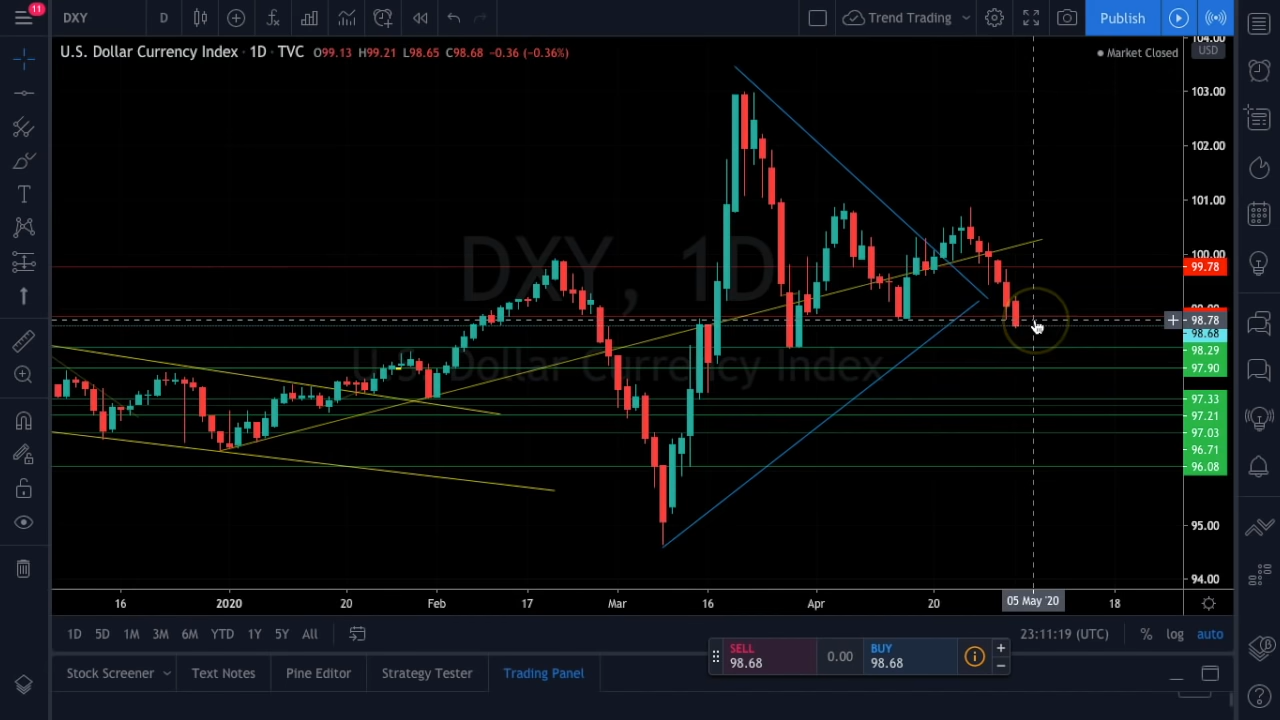 11
DXY
D
Trend Trading
Publish
U.S. Dollar Currency Index · 1D · TVC O99.13 H99.21 L98.65 C98.68 -0.36 (-0.36%)
Market Closed
104.00
USD
103.00
102.00
101.00
100.00
99.78
99.00
98.78
98.68
98.29
97.90
97.33
97.21
97.03
96.71
96.08
95.00
94.00
DXY, 1D
U.S. Dollar Currency Index
16 2020 20 Feb 17 Mar 16 Apr 20 05 May '20 18
1D 5D 1M 3M 6M YTD 1Y 5Y All
23:11:19 (UTC) % log auto
SELL
98.68
0.00
BUY
98.68
Stock Screener Text Notes Pine Editor Strategy Tester Trading Panel